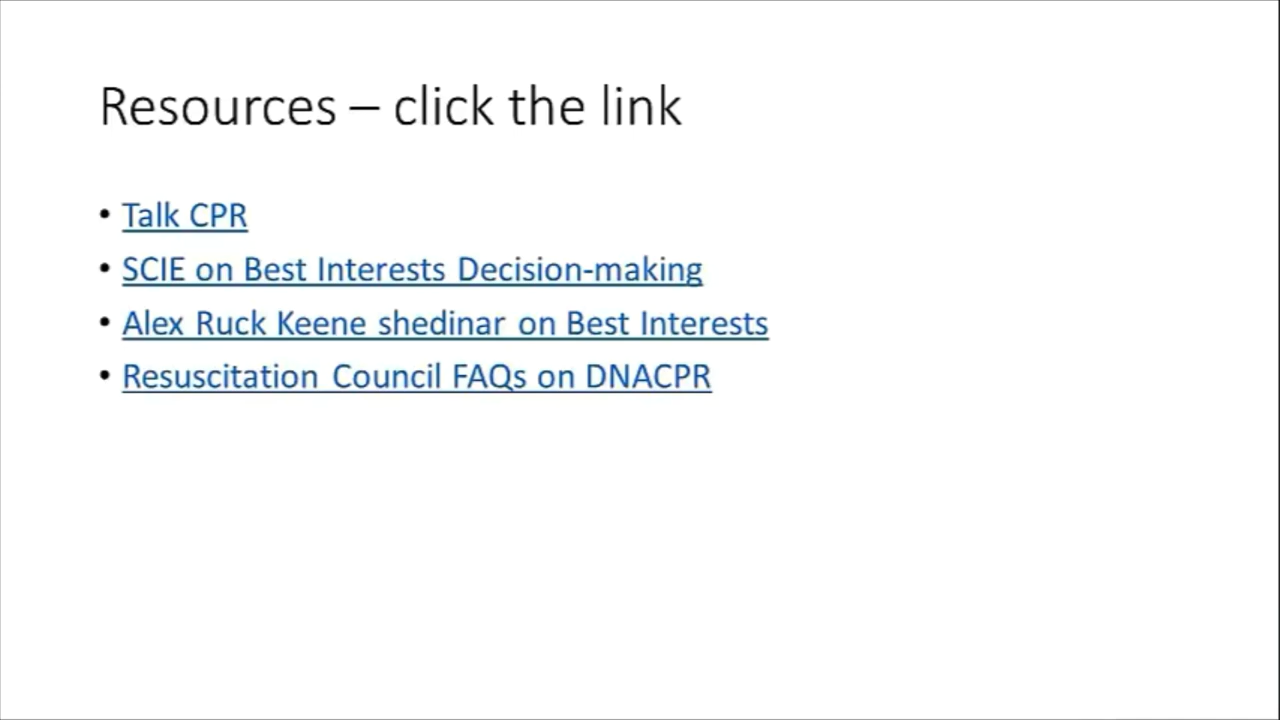 Resources – click the link
• Talk CPR
• SCIE on Best Interests Decision-making
• Alex Ruck Keene shedinar on Best Interests
• Resuscitation Council FAQs on DNACPR